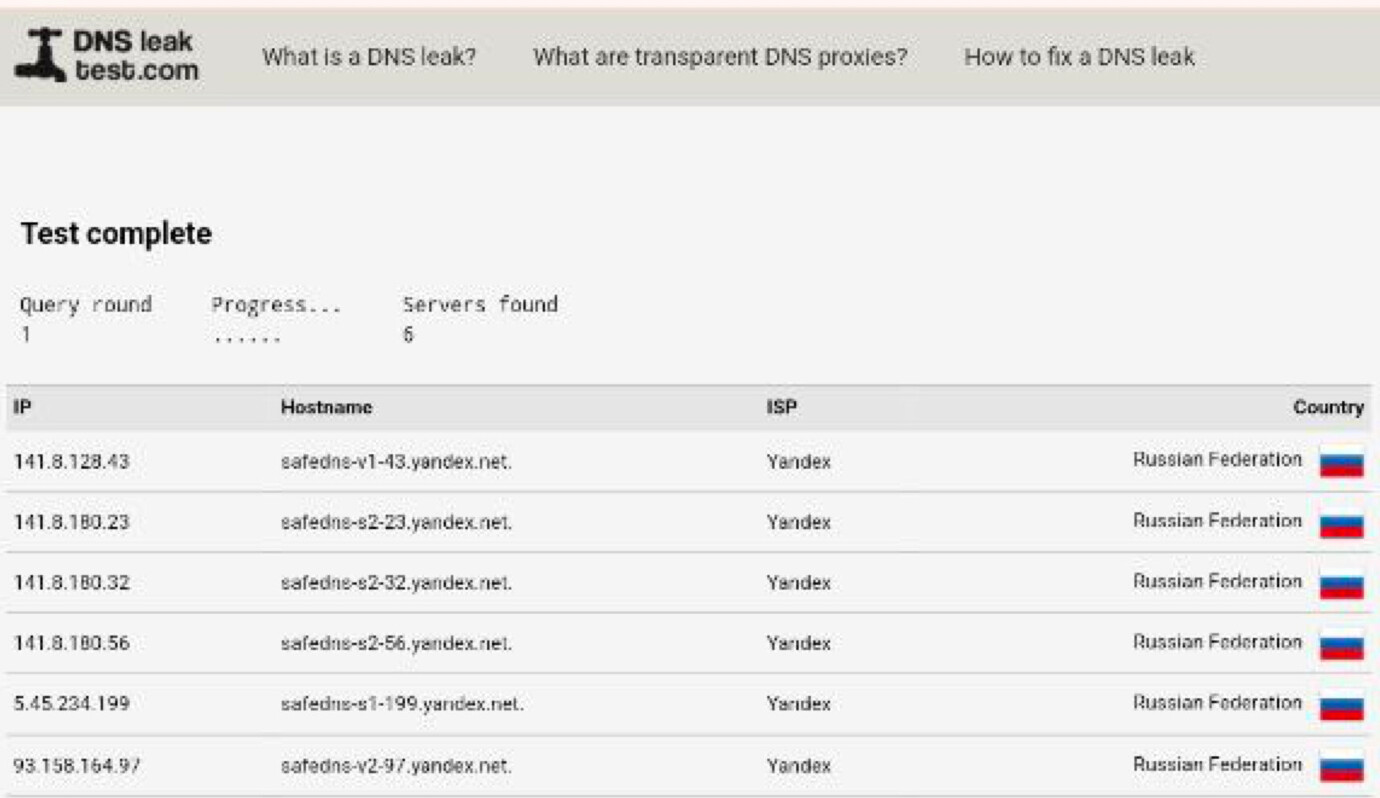 DNS leak test.com What is a DNS leak? What are transparent DNS proxies? How to fix a DNS leak
Test complete
Query round Progress... Servers found
1 ...... 6
IP Hostname ISP Country
141.8.128.43 safedns-v1-43.yandex.net. Yandex Russian Federation
141.8.180.23 safedns-s2-23.yandex.net. Yandex Russian Federation
141.8.180.32 safedns-s2-32.yandex.net. Yandex Russian Federation
141.8.180.56 safedns-s2-56.yandex.net. Yandex Russian Federation
5.45.234.199 safedns-s1-199.yandex.net. Yandex Russian Federation
93.158.164.97 safedns-v2-97.yandex.net. Yandex Russian Federation